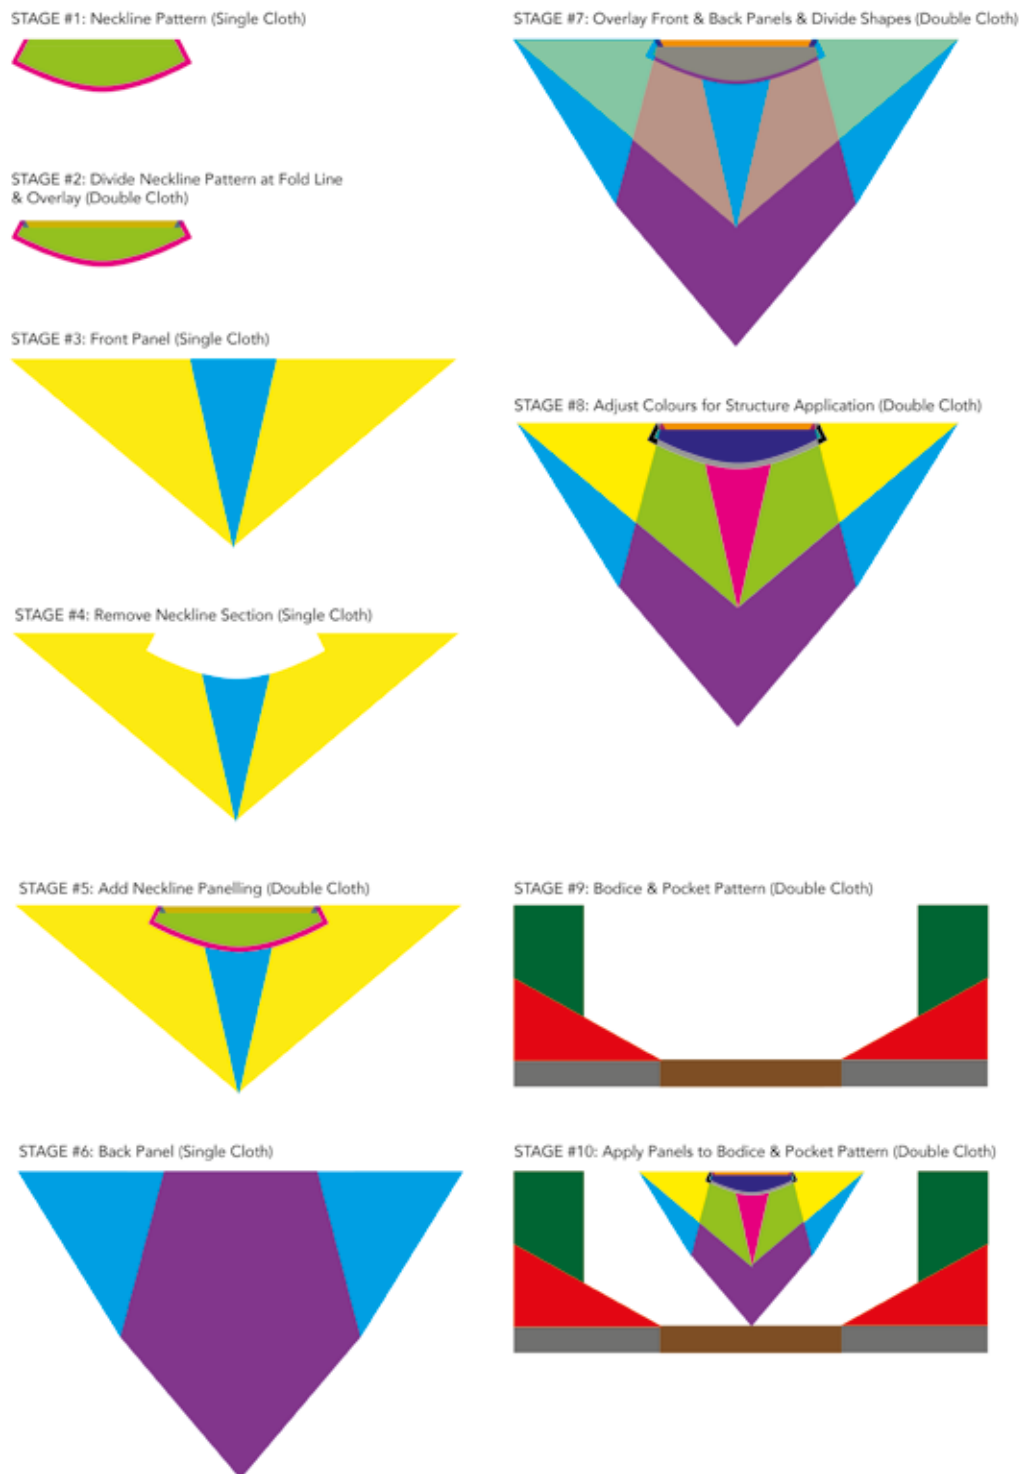 STAGE #1: Neckline Pattern (Single Cloth)
STAGE #2: Divide Neckline Pattern at Fold Line
& Overlay (Double Cloth)
STAGE #3: Front Panel (Single Cloth)
STAGE #4: Remove Neckline Section (Single Cloth)
STAGE #5: Add Neckline Panelling (Double Cloth)
STAGE #6: Back Panel (Single Cloth)
STAGE #7: Overlay Front & Back Panels & Divide Shapes (Double Cloth)
STAGE #8: Adjust Colours for Structure Application (Double Cloth)
STAGE #9: Bodice & Pocket Pattern (Double Cloth)
STAGE #10: Apply Panels to Bodice & Pocket Pattern (Double Cloth)